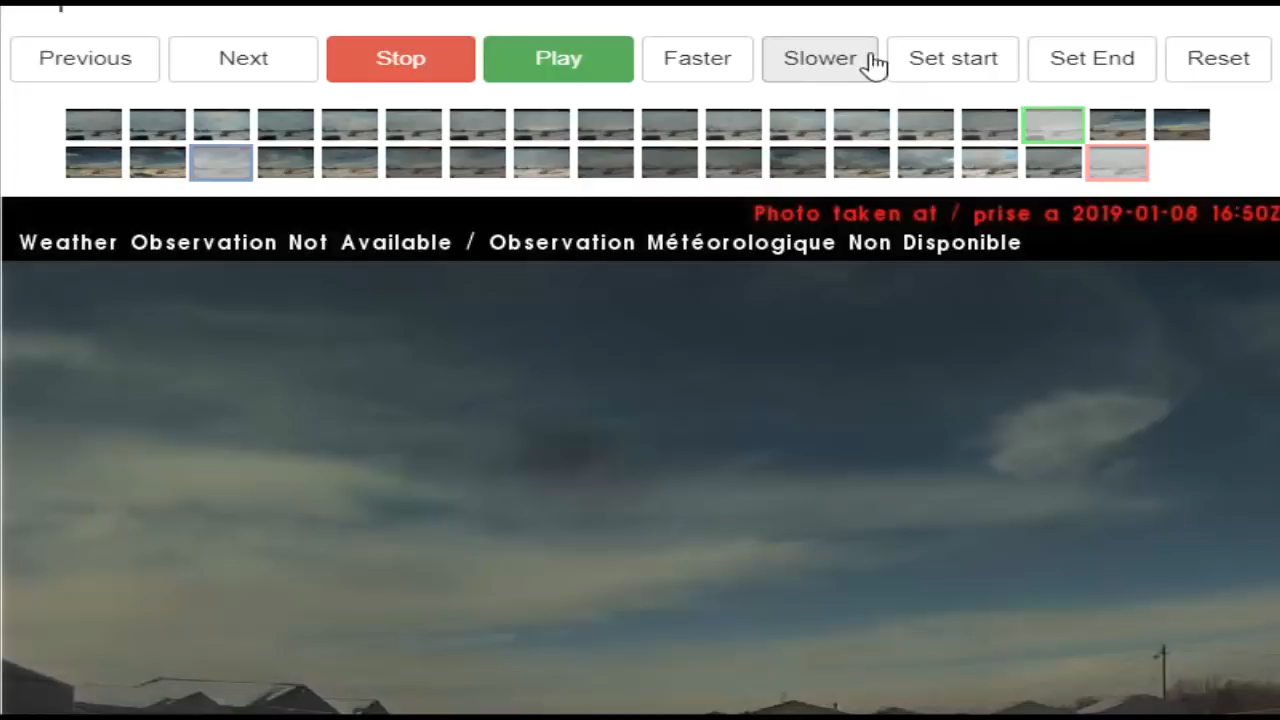 Previous Next Stop Play Faster Slower Set start Set End Reset
Photo taken at / prise a 2019-01-08 16:50Z
Weather Observation Not Available / Observation Météorologique Non Disponible